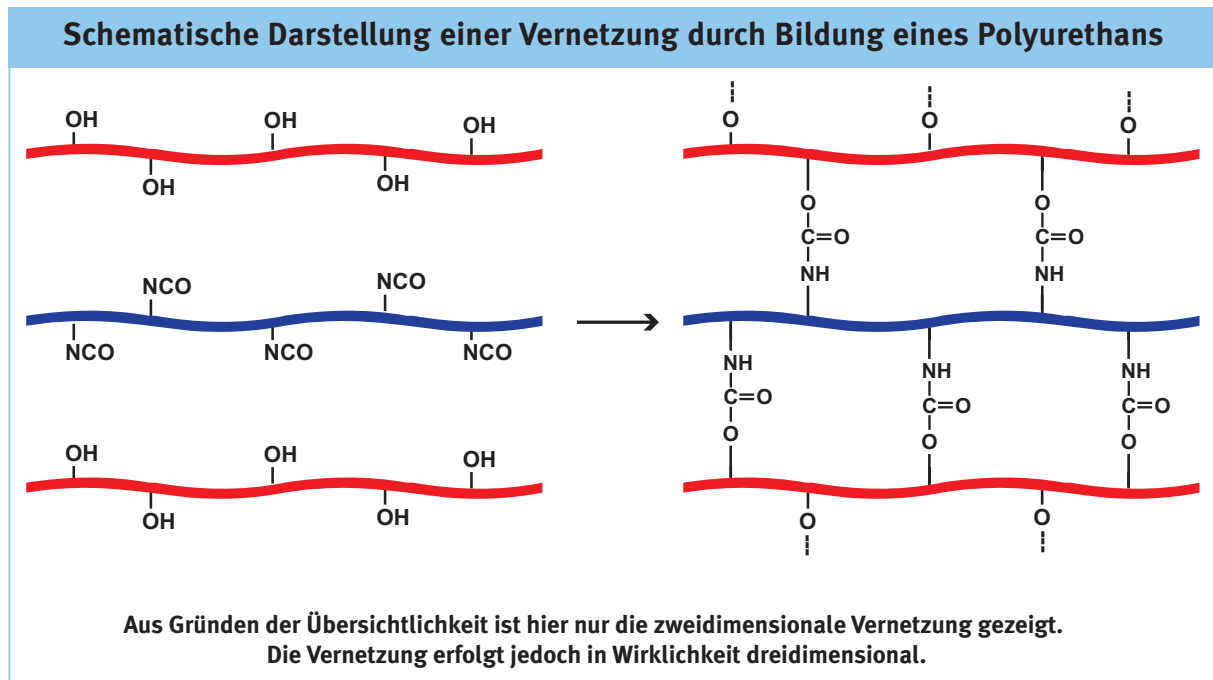 Schematische Darstellung einer Vernetzung durch Bildung eines Polyurethans
OH OH OH
OH OH
NCO NCO
NCO NCO NCO
OH OH OH
OH OH
O O O
O O
C=O C=O
NH NH
NH NH NH
C=O C=O C=O
O O O
O O
Aus Gründen der Übersichtlichkeit ist hier nur die zweidimensionale Vernetzung gezeigt.
Die Vernetzung erfolgt jedoch in Wirklichkeit dreidimensional.